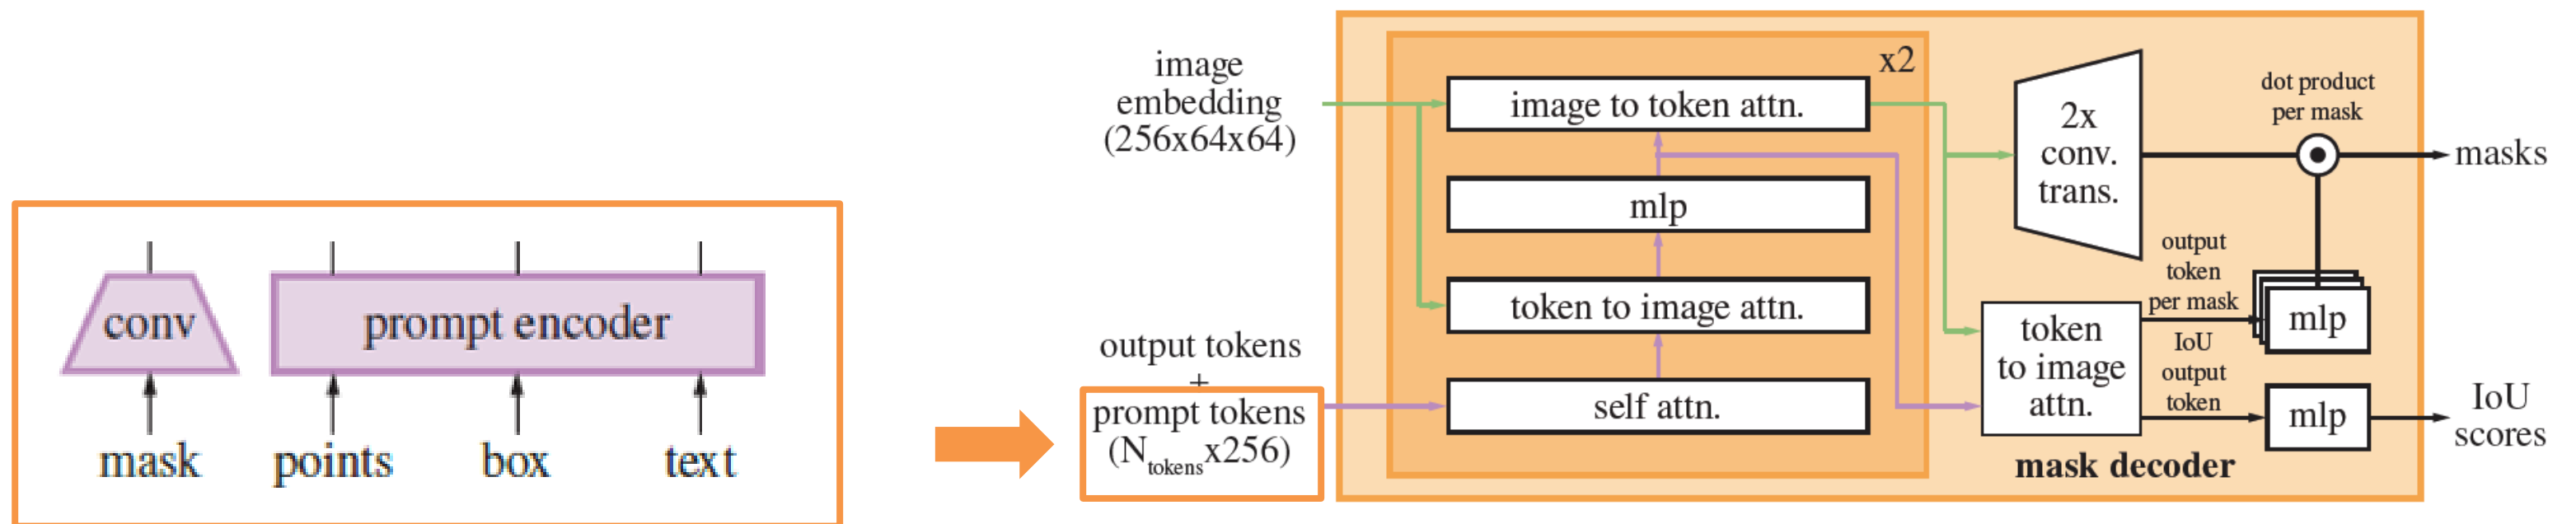 conv
prompt encoder
mask
points
box
text
image
embedding
(256x64x64)
output tokens
+
prompt tokens
(N_tokens x256)
x2
image to token attn.
mlp
token to image attn.
self attn.
2x
conv.
trans.
dot product
per mask
masks
output
token
per mask
mlp
token
to image
attn.
IoU
output
token
mlp
IoU
scores
mask decoder